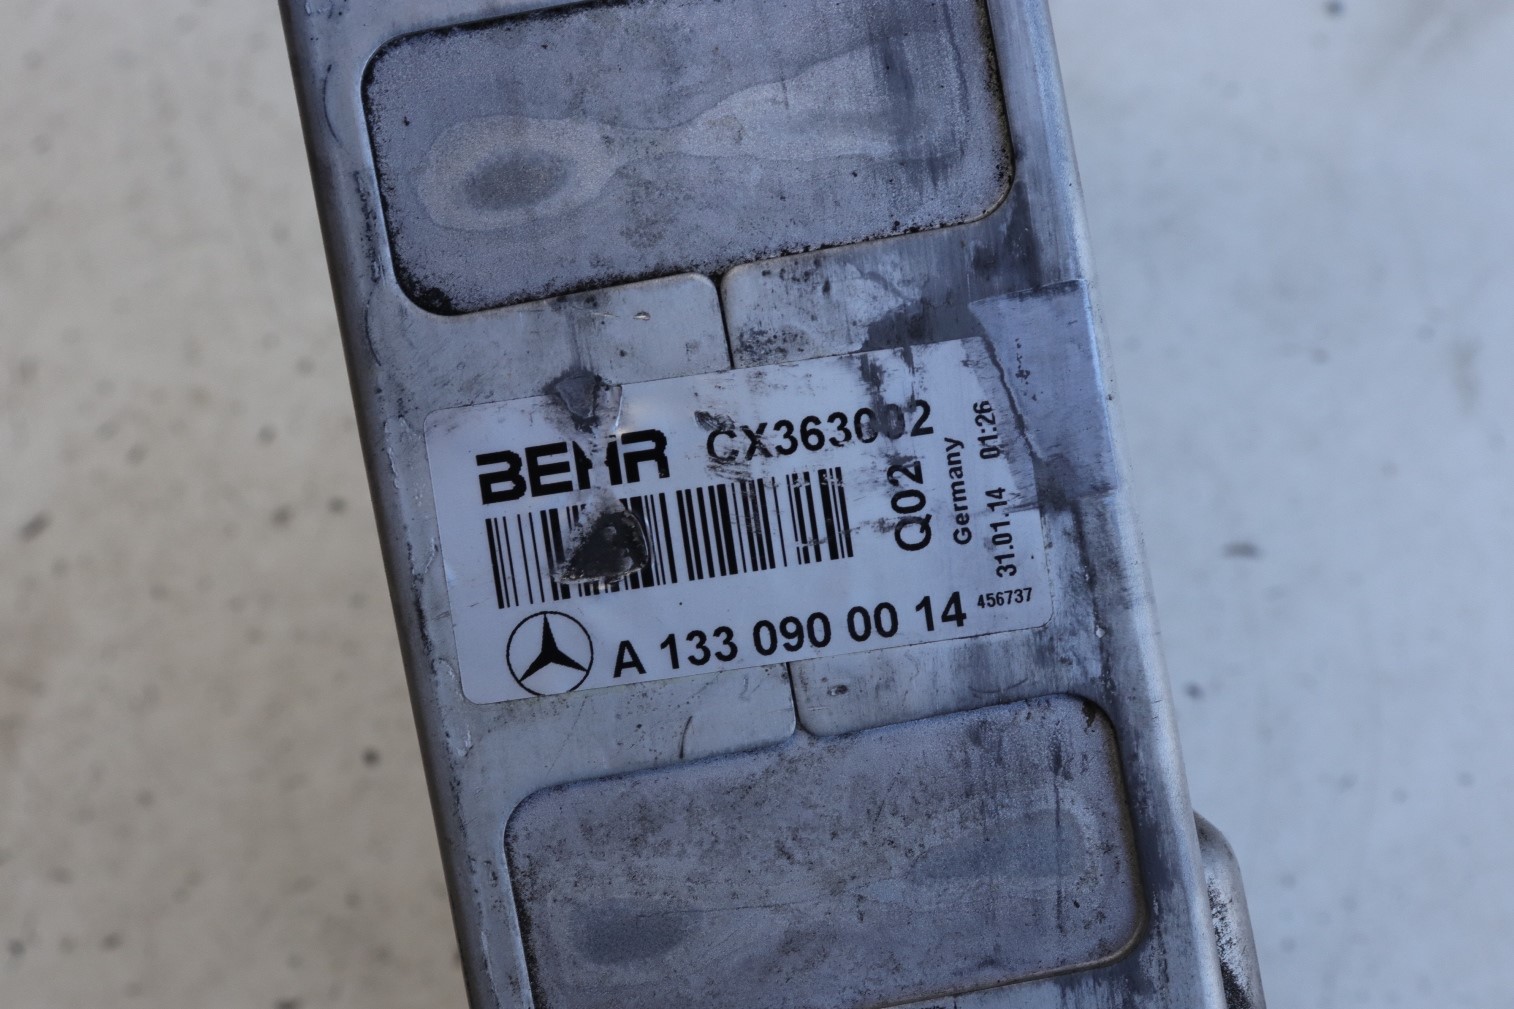 BEHR CX363002
Q02
Germany
31.01.14 01:26
A 133 090 00 14 456737